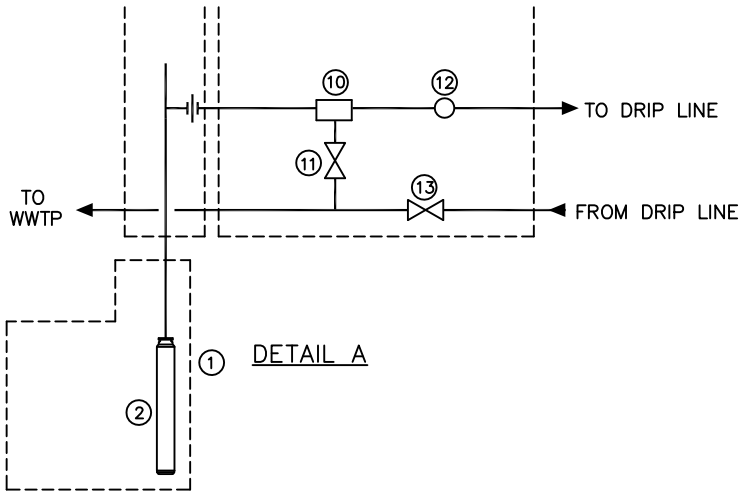 10
12
TO DRIP LINE
11
13
TO
WWTP
FROM DRIP LINE
1
DETAIL A
2